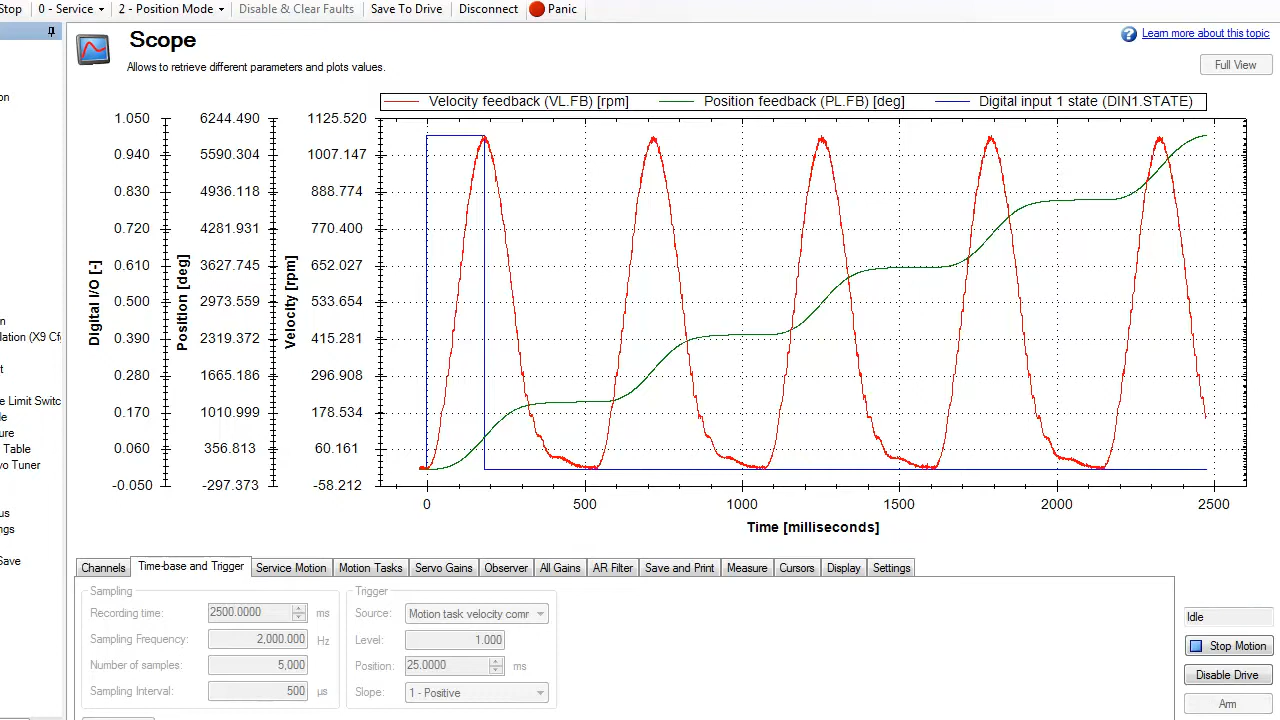 Stop 0 - Service 2 - Position Mode Disable & Clear Faults Save To Drive Disconnect Panic
Scope
Allows to retrieve different parameters and plots values.
Learn more about this topic
Full View
on
n
lation (X9 Cf
t
e Limit Switc
le
ure
Table
vo Tuner
us
ngs
Save
Velocity feedback (VL.FB) [rpm] Position feedback (PL.FB) [deg] Digital input 1 state (DIN1.STATE)
1.050 6244.490 1125.520
0.940 5590.304 1007.147
0.830 4936.118 888.774
0.720 4281.931 770.400
0.610 3627.745 652.027
0.500 2973.559 533.654
0.390 2319.372 415.281
0.280 1665.186 296.908
0.170 1010.999 178.534
0.060 356.813 60.161
-0.050 -297.373 -58.212
Digital I/O [-]
Position [deg]
Velocity [rpm]
0 500 1000 1500 2000 2500
Time [milliseconds]
Channels Time-base and Trigger Service Motion Motion Tasks Servo Gains Observer All Gains AR Filter Save and Print Measure Cursors Display Settings
Sampling
Recording time: 2500.0000 ms
Sampling Frequency: 2,000.000 Hz
Number of samples: 5,000
Sampling Interval: 500 µs
Trigger
Source: Motion task velocity comr
Level: 1.000
Position: 25.0000 ms
Slope: 1 - Positive
Idle
Stop Motion
Disable Drive
Arm